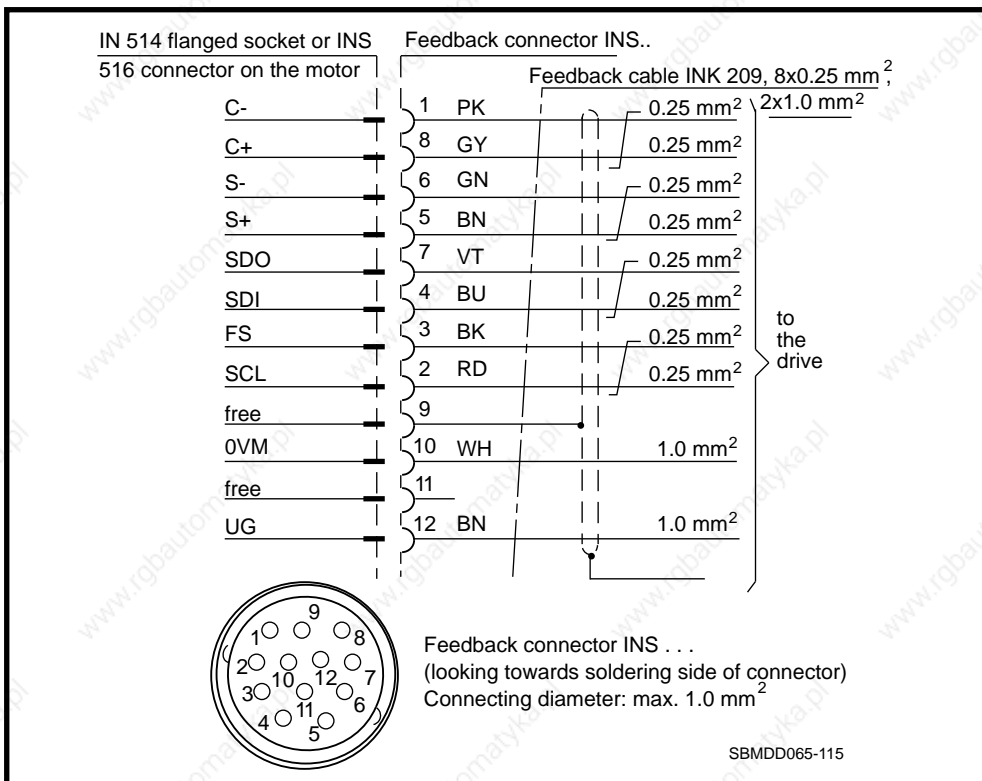 IN 514 flanged socket or INS
516 connector on the motor
Feedback connector INS..
Feedback cable INK 209, 8x0.25 mm²,
2x1.0 mm²
C- 1 PK 0.25 mm²
C+ 8 GY 0.25 mm²
S- 6 GN 0.25 mm²
S+ 5 BN 0.25 mm²
SDO 7 VT 0.25 mm²
SDI 4 BU 0.25 mm²
FS 3 BK 0.25 mm²
SCL 2 RD 0.25 mm²
free 9
0VM 10 WH 1.0 mm²
free 11
UG 12 BN 1.0 mm²
to
the
drive
9
1 8
2 10 12 7
3 11 6
4 5
Feedback connector INS . . .
(looking towards soldering side of connector)
Connecting diameter: max. 1.0 mm²
SBMDD065-115
www.rgbautomatyka.pl